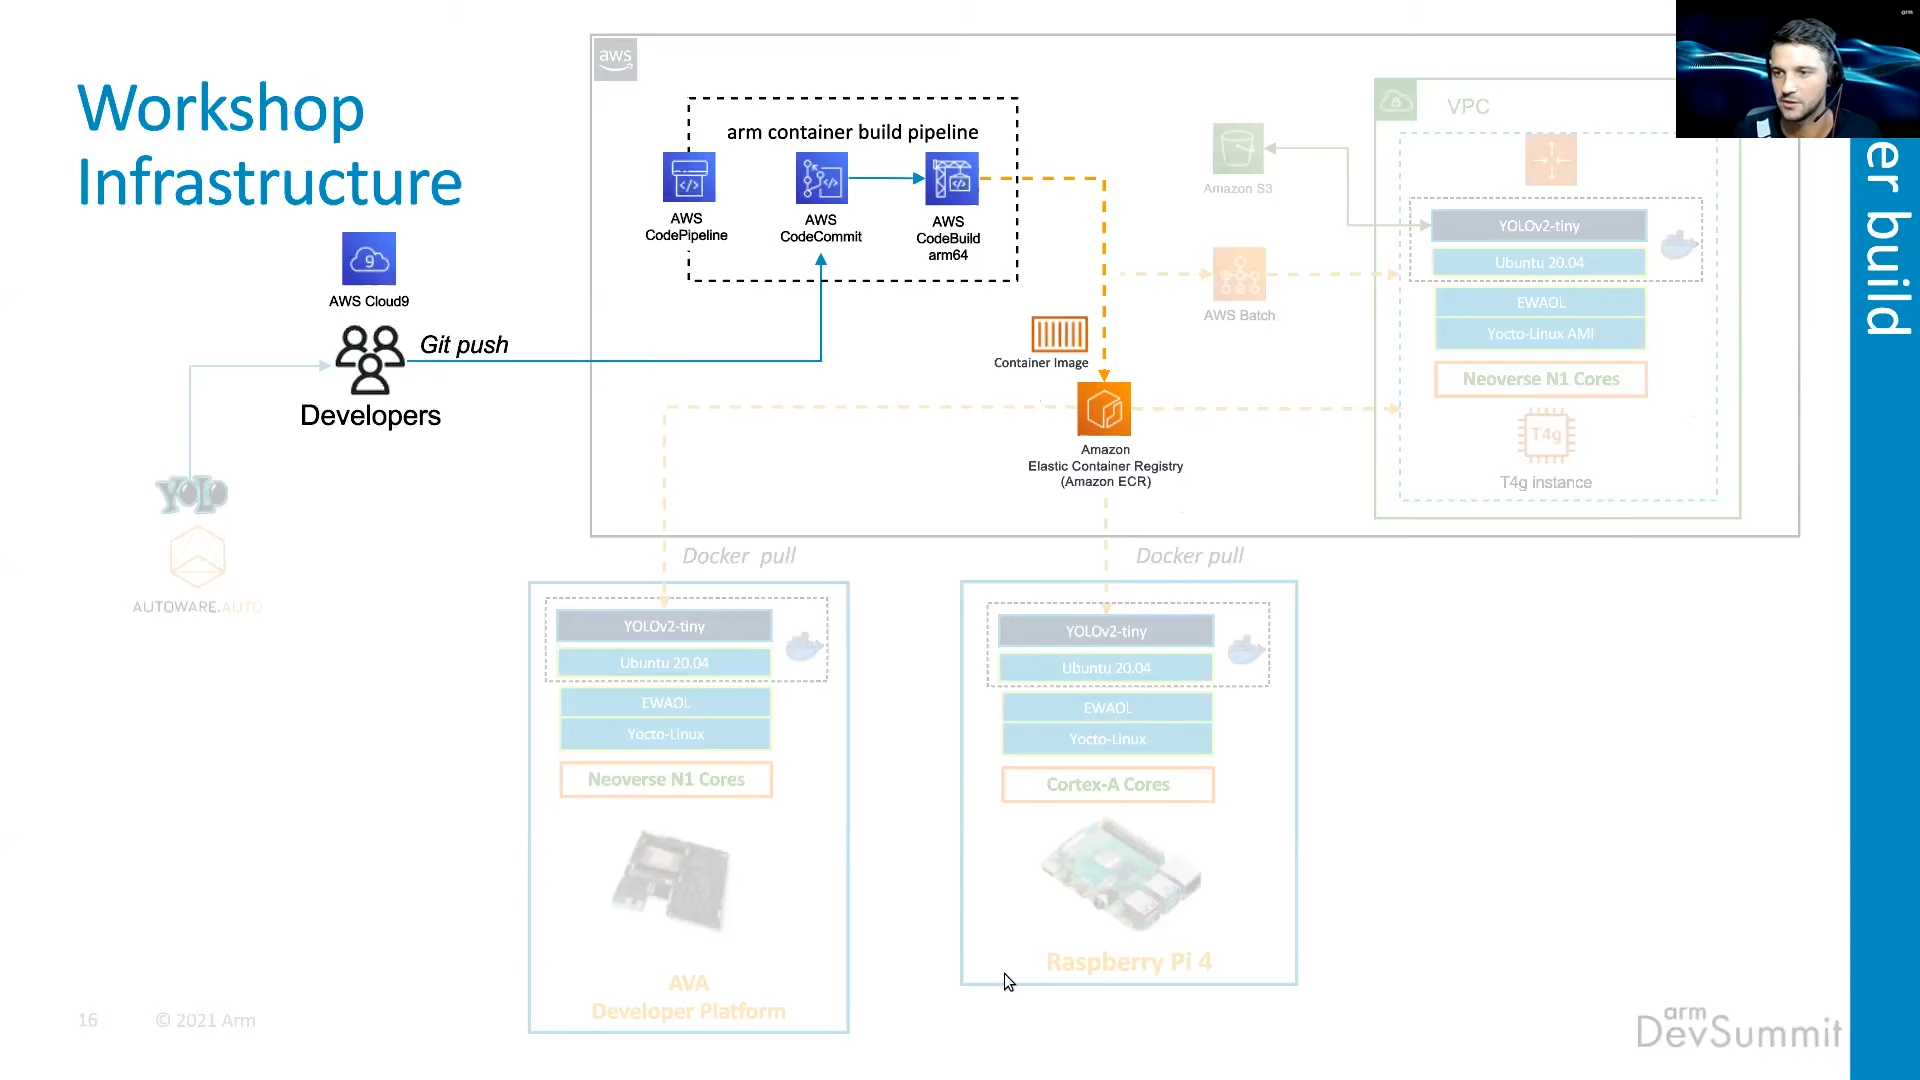 Workshop
Infrastructure
aws
arm container build pipeline
AWS
CodePipeline
AWS
CodeCommit
AWS
CodeBuild
arm64
9
AWS Cloud9
Git push
Developers
YOLO
AUTOWARE.AUTO
Container Image
Amazon
Elastic Container Registry
(Amazon ECR)
Amazon S3
AWS Batch
VPC
YOLOv2-tiny
Ubuntu 20.04
EWAOL
Yocto-Linux AMI
Neoverse N1 Cores
T4g
T4g instance
Docker pull
Docker pull
YOLOv2-tiny
Ubuntu 20.04
EWAOL
Yocto-Linux
Neoverse N1 Cores
AVA
Developer Platform
YOLOv2-tiny
Ubuntu 20.04
EWAOL
Yocto-Linux
Cortex-A Cores
Raspberry Pi 4
er build
arm
16
© 2021 Arm
arm
DevSummit